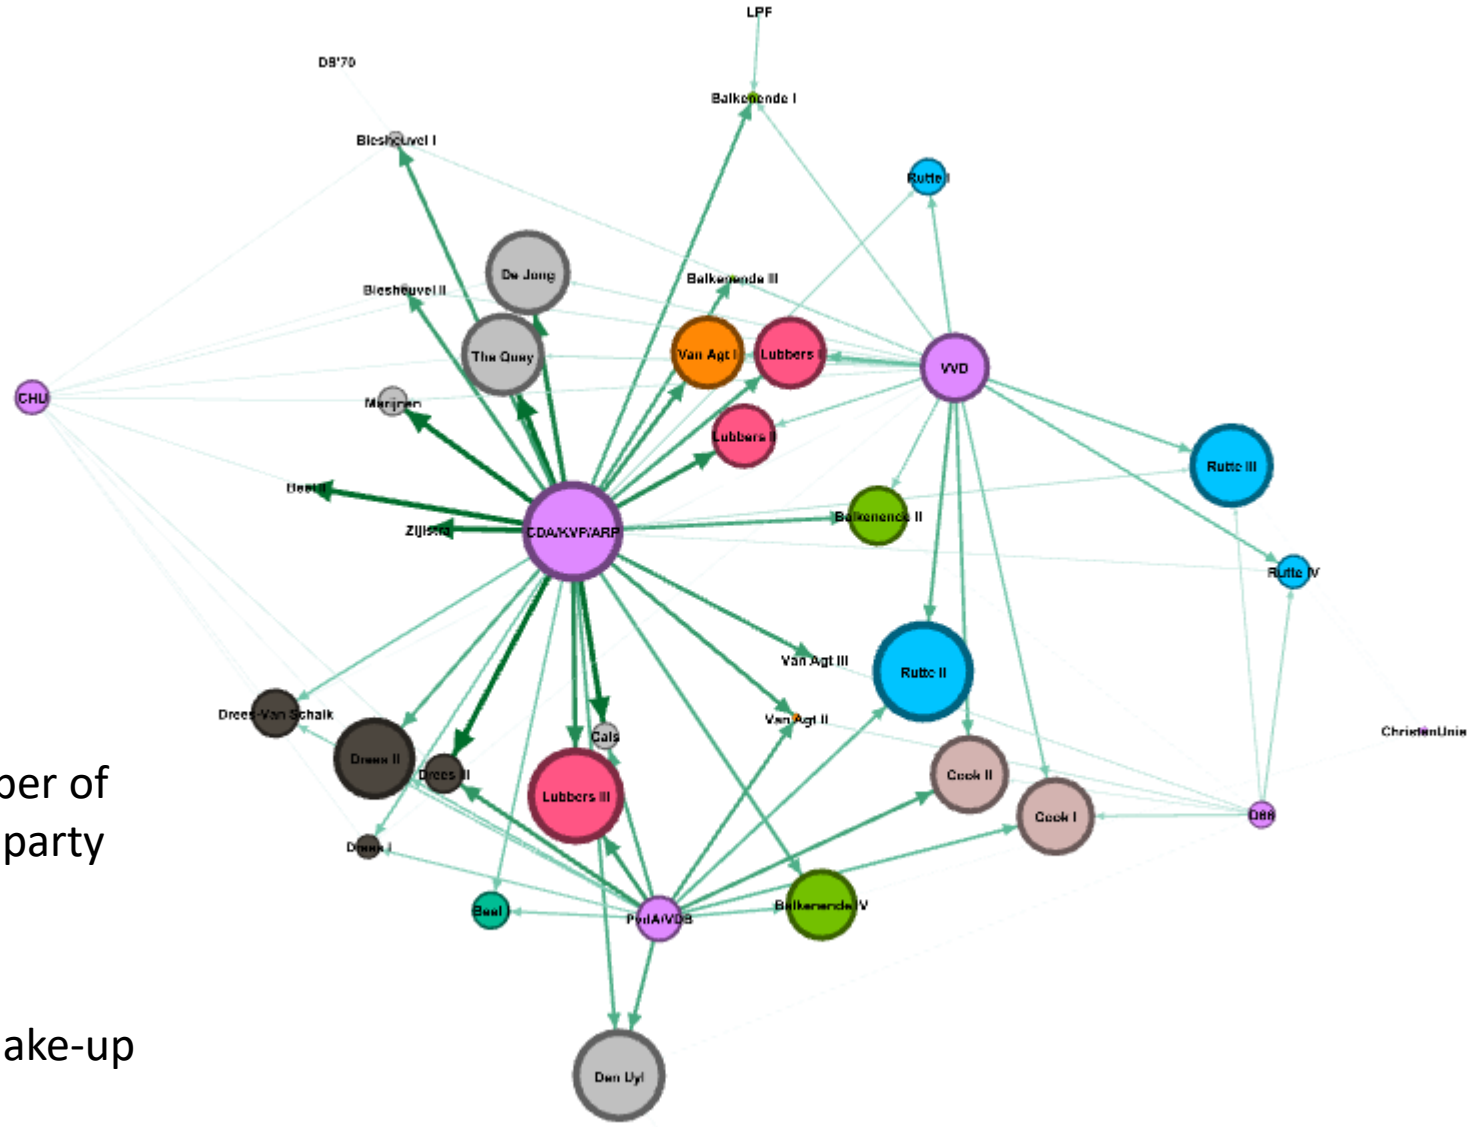 LPF
DS'70
Balkenende I
Biesheuvel I
Rutte I
De Jong
Balkenende III
Biesheuvel II
The Quay
Van Agt I
Lubbers I
VVD
CHU
Marijnen
Lubbers II
Rutte III
Beel II
Balkenende II
Zijlstra
CDA/KVP/ARP
Rutte IV
Van Agt III
Rutte II
Drees-Van Schaik
Van Agt II
ChristenUnie
Cals
Drees II
Drees III
Cook II
ber of
Lubbers III
D66
Cook I
party
Drees I
Beel I
PvdA/VDB
Balkenende IV
ake-up
Den Uyl